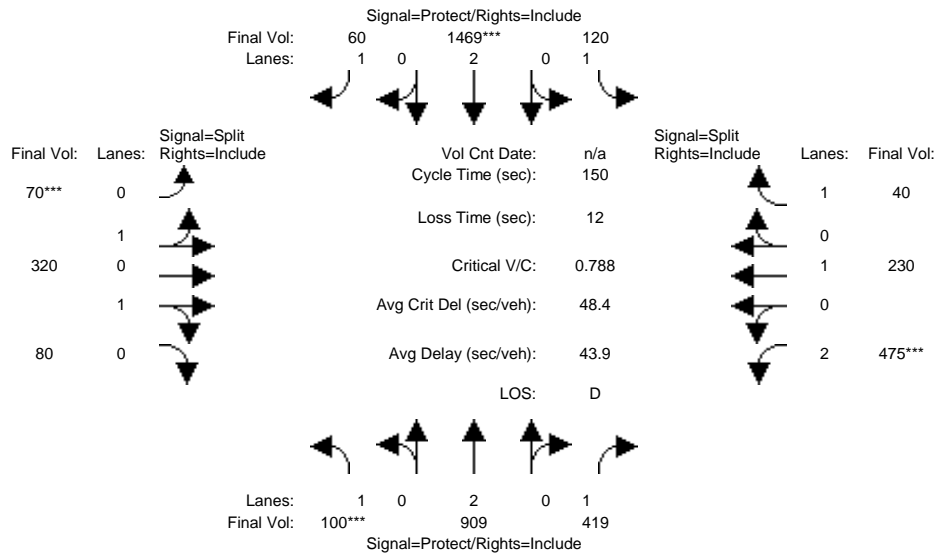 Signal=Protect/Rights=Include
Final Vol: 60 1469*** 120
Lanes: 1 0 2 0 1
Signal=Split Signal=Split
Final Vol: Lanes: Rights=Include Vol Cnt Date: n/a Rights=Include Lanes: Final Vol:
Cycle Time (sec): 150
70*** 0 1 40
Loss Time (sec): 12
1 0
320 0 Critical V/C: 0.788 1 230
1 Avg Crit Del (sec/veh): 48.4 0
80 0 Avg Delay (sec/veh): 43.9 2 475***
LOS: D
Lanes: 1 0 2 0 1
Final Vol: 100*** 909 419
Signal=Protect/Rights=Include